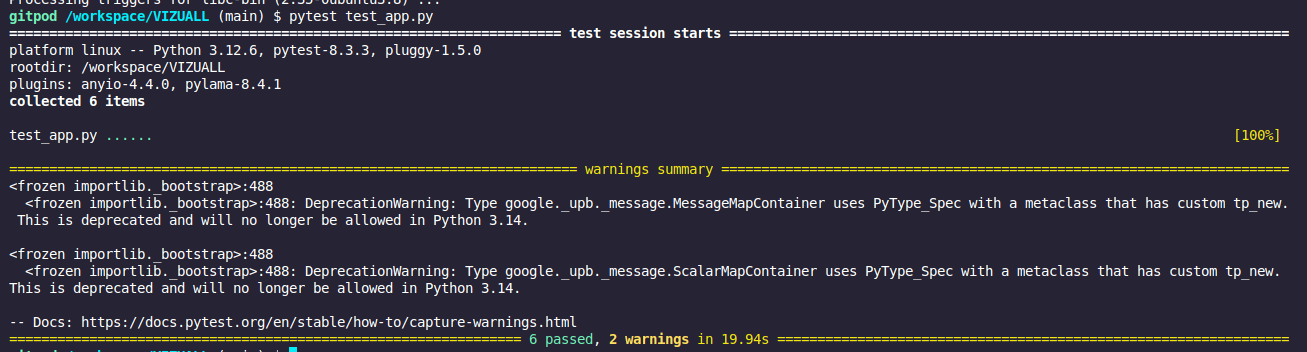 Processing triggers for libc-bin (2.35-0ubuntu3.8) ...
gitpod /workspace/VIZUALL (main) $ pytest test_app.py
===================================================================== test session starts ======================================================================
platform linux -- Python 3.12.6, pytest-8.3.3, pluggy-1.5.0
rootdir: /workspace/VIZUALL
plugins: anyio-4.4.0, pylama-8.4.1
collected 6 items
test_app.py ...... [100%]
======================================================================= warnings summary =======================================================================
<frozen importlib._bootstrap>:488
<frozen importlib._bootstrap>:488: DeprecationWarning: Type google._upb._message.MessageMapContainer uses PyType_Spec with a metaclass that has custom tp_new.
This is deprecated and will no longer be allowed in Python 3.14.
<frozen importlib._bootstrap>:488
<frozen importlib._bootstrap>:488: DeprecationWarning: Type google._upb._message.ScalarMapContainer uses PyType_Spec with a metaclass that has custom tp_new.
This is deprecated and will no longer be allowed in Python 3.14.
-- Docs: https://docs.pytest.org/en/stable/how-to/capture-warnings.html
================================================================ 6 passed, 2 warnings in 19.94s ================================================================